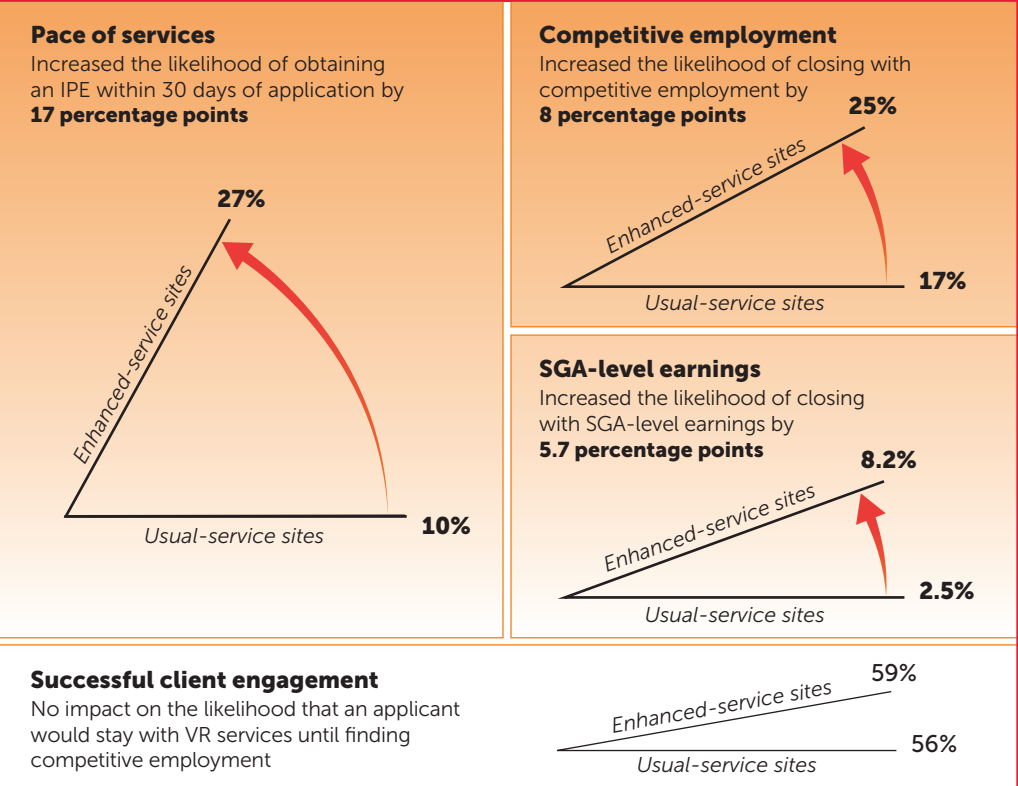 Pace of services
Increased the likelihood of obtaining
an IPE within 30 days of application by
17 percentage points
27%
Enhanced-service sites
10%
Usual-service sites
Competitive employment
Increased the likelihood of closing with
competitive employment by
8 percentage points
25%
Enhanced-service sites
17%
Usual-service sites
SGA-level earnings
Increased the likelihood of closing
with SGA-level earnings by
5.7 percentage points
8.2%
Enhanced-service sites
2.5%
Usual-service sites
Successful client engagement
No impact on the likelihood that an applicant
would stay with VR services until finding
competitive employment
59%
Enhanced-service sites
56%
Usual-service sites